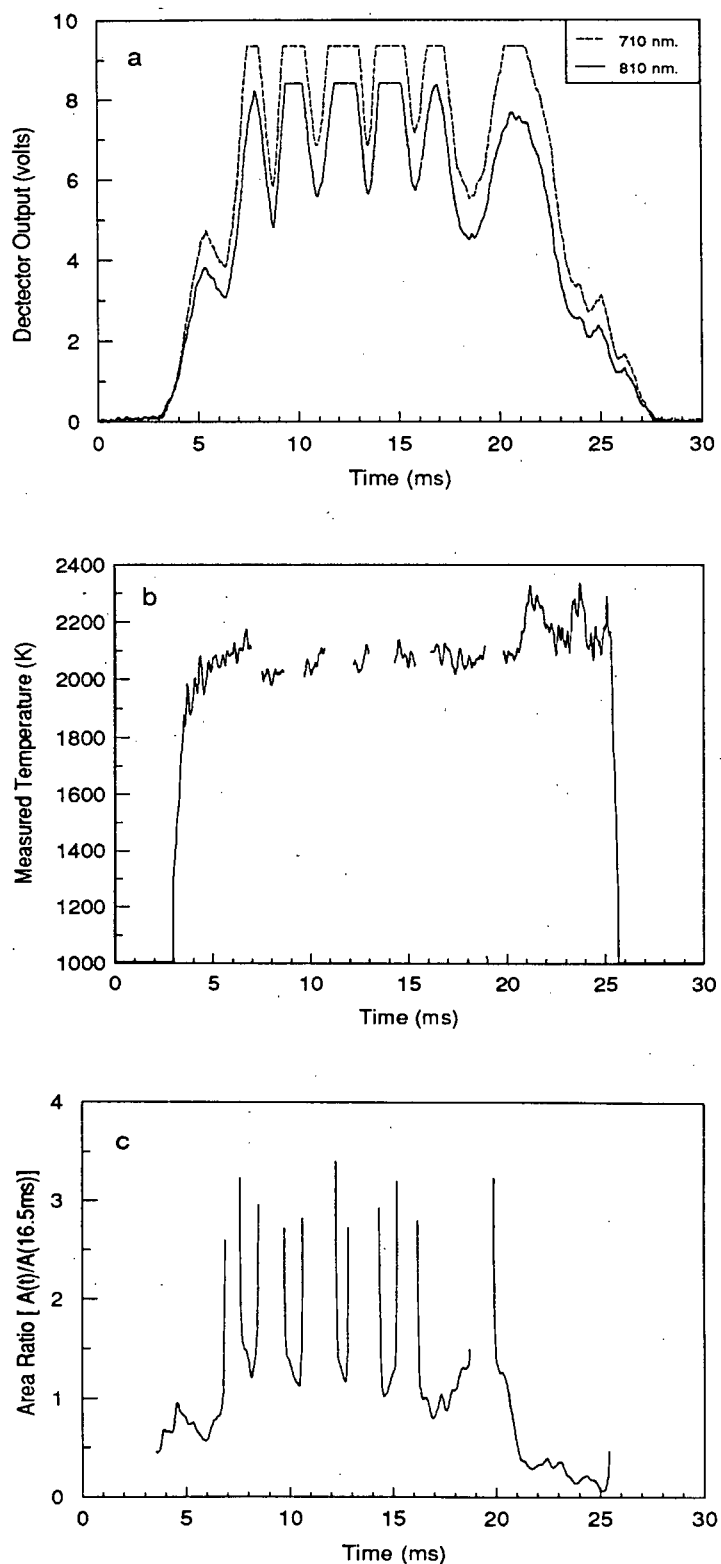 10
8
6
4
2
0
Dectector Output (volts)
a
710 nm.
810 nm.
0 5 10 15 20 25 30
Time (ms)
2400
2200
2000
1800
1600
1400
1200
1000
Measured Temperature (K)
b
0 5 10 15 20 25 30
Time (ms)
4
3
2
1
0
Area Ratio [ A(t)/A(16.5ms)]
c
0 5 10 15 20 25 30
Time (ms)